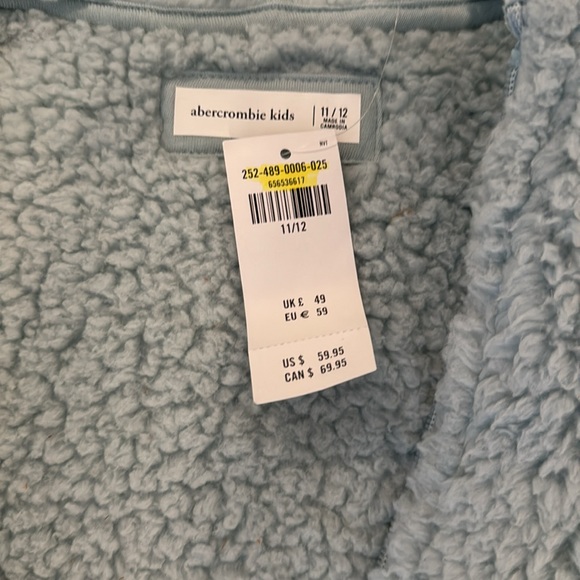 abercrombie kids
11 / 12
MADE IN
CAMBODIA
252-489-0006-025
656536617
11/12
UK £ 49
EU € 59
US $ 59.95
CAN $ 69.95